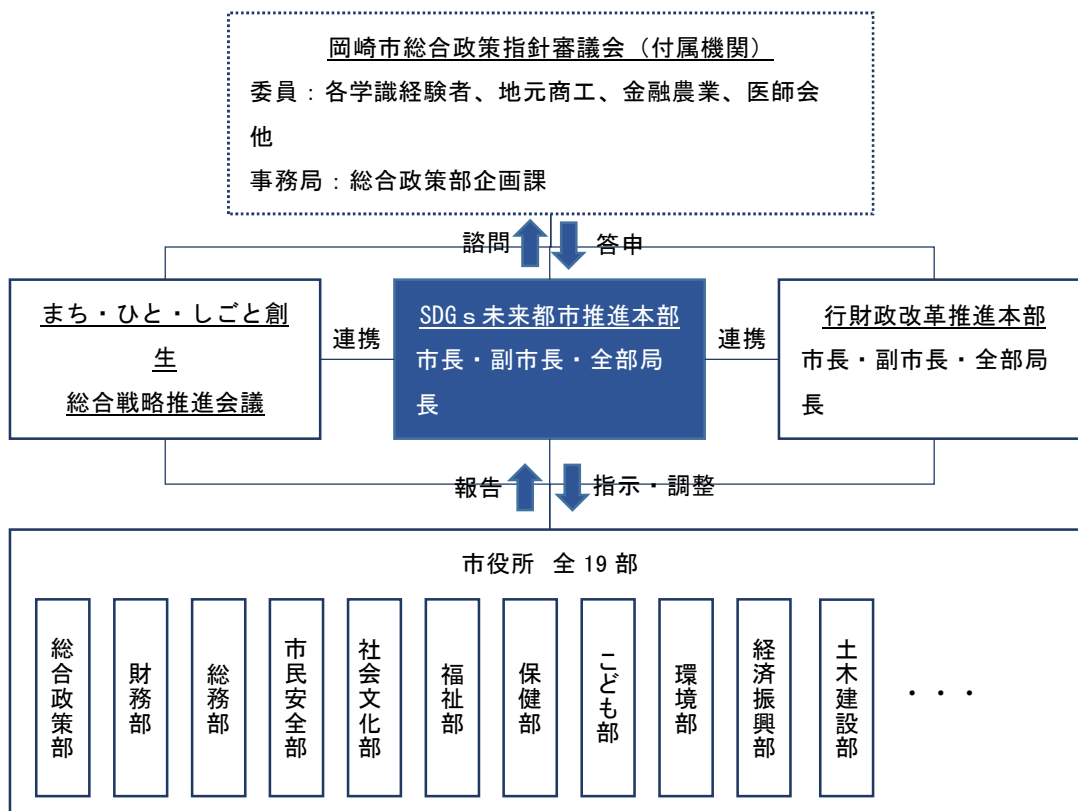 岡崎市総合政策指針審議会（付属機関）
委員：各学識経験者、地元商工、金融農業、医師会
他
事務局：総合政策部企画課
諮問
答申
まち・ひと・しごと創
生
総合戦略推進会議
連携
SDGｓ未来都市推進本部
市長・副市長・全部局
長
連携
行財政改革推進本部
市長・副市長・全部局
長
報告
指示・調整
市役所 全19部
総合政策部
財務部
総務部
市民安全部
社会文化部
福祉部
保健部
こども部
環境部
経済振興部
土木建設部
・・・